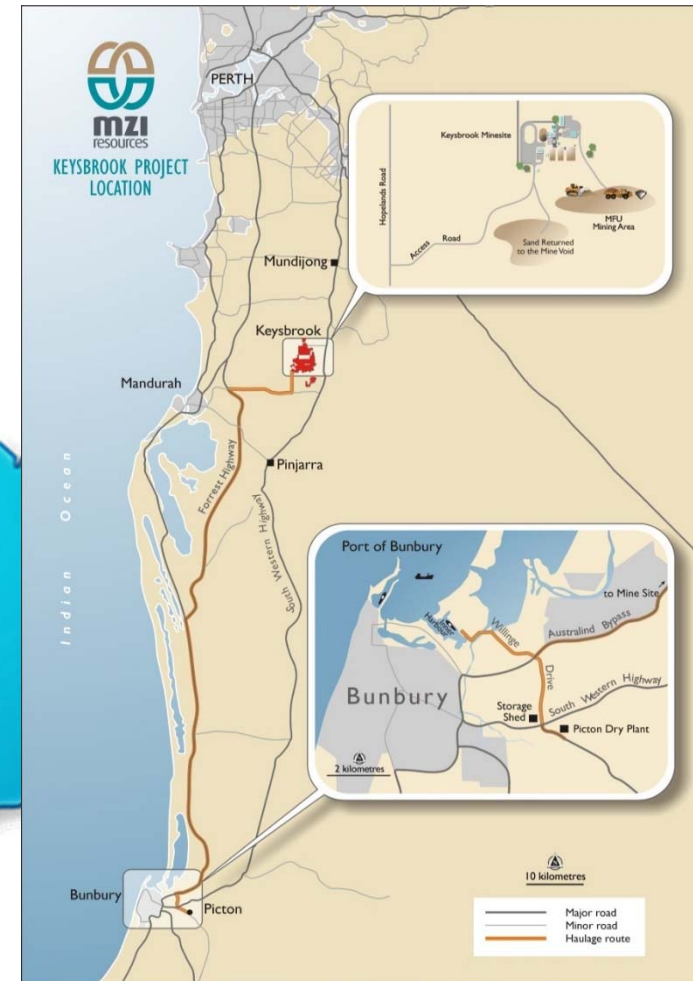 PERTH
mzi
resources
KEYSBROOK PROJECT
LOCATION
Keysbrook Minesite
Hopelands Road
MFU
Mining Area
Access Road
Sand Returned
to the Mine Void
Mundijong
Keysbrook
Mandurah
Pinjarra
Forrest Highway
South Western Highway
Indian Ocean
Port of Bunbury
to Mine Site
Inner
Harbour
Willinge Drive
Australind Bypass
Bunbury
South Western Highway
Storage
Shed
Picton Dry Plant
2 kilometres
Bunbury
Picton
10 kilometres
Major road
Minor road
Haulage route